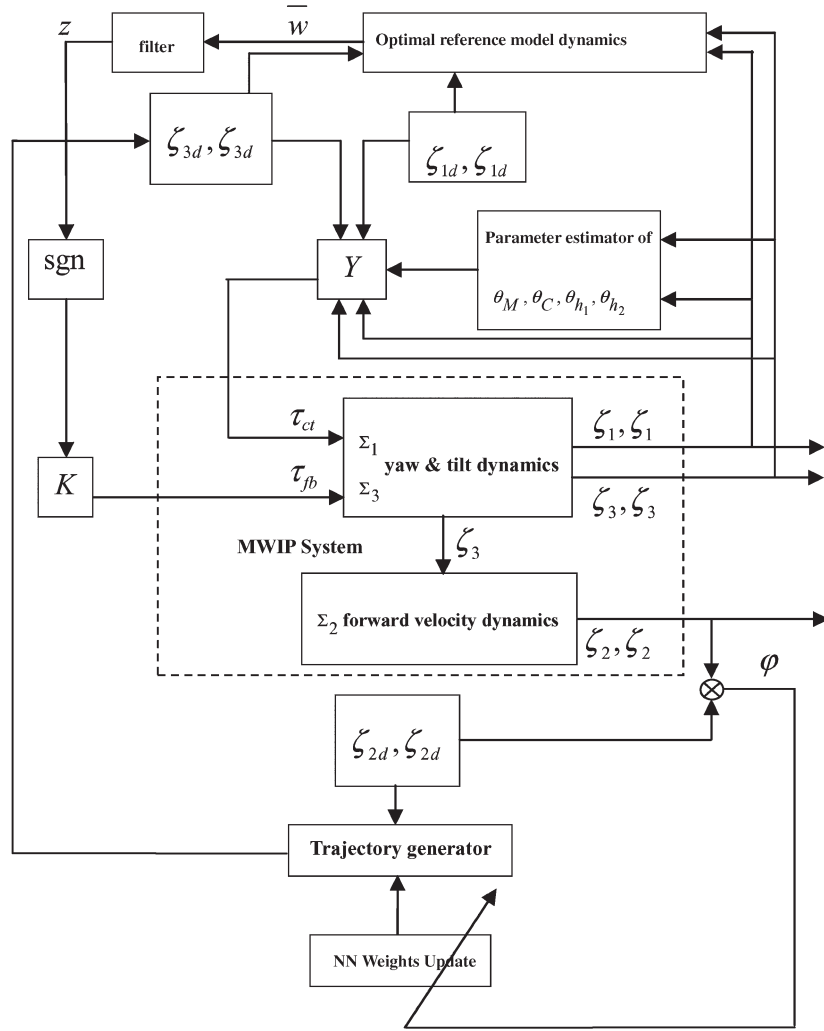 z
filter
w̅
Optimal reference model dynamics
ζ3d, ζ3d
ζ1d, ζ1d
sgn
Y
Parameter estimator of
θM, θC, θh1, θh2
τct
Σ1
yaw & tilt dynamics
ζ1, ζ1
K
τfb
Σ3
ζ3, ζ3
MWIP System
ζ3
Σ2 forward velocity dynamics
ζ2, ζ2
φ
ζ2d, ζ2d
Trajectory generator
NN Weights Update